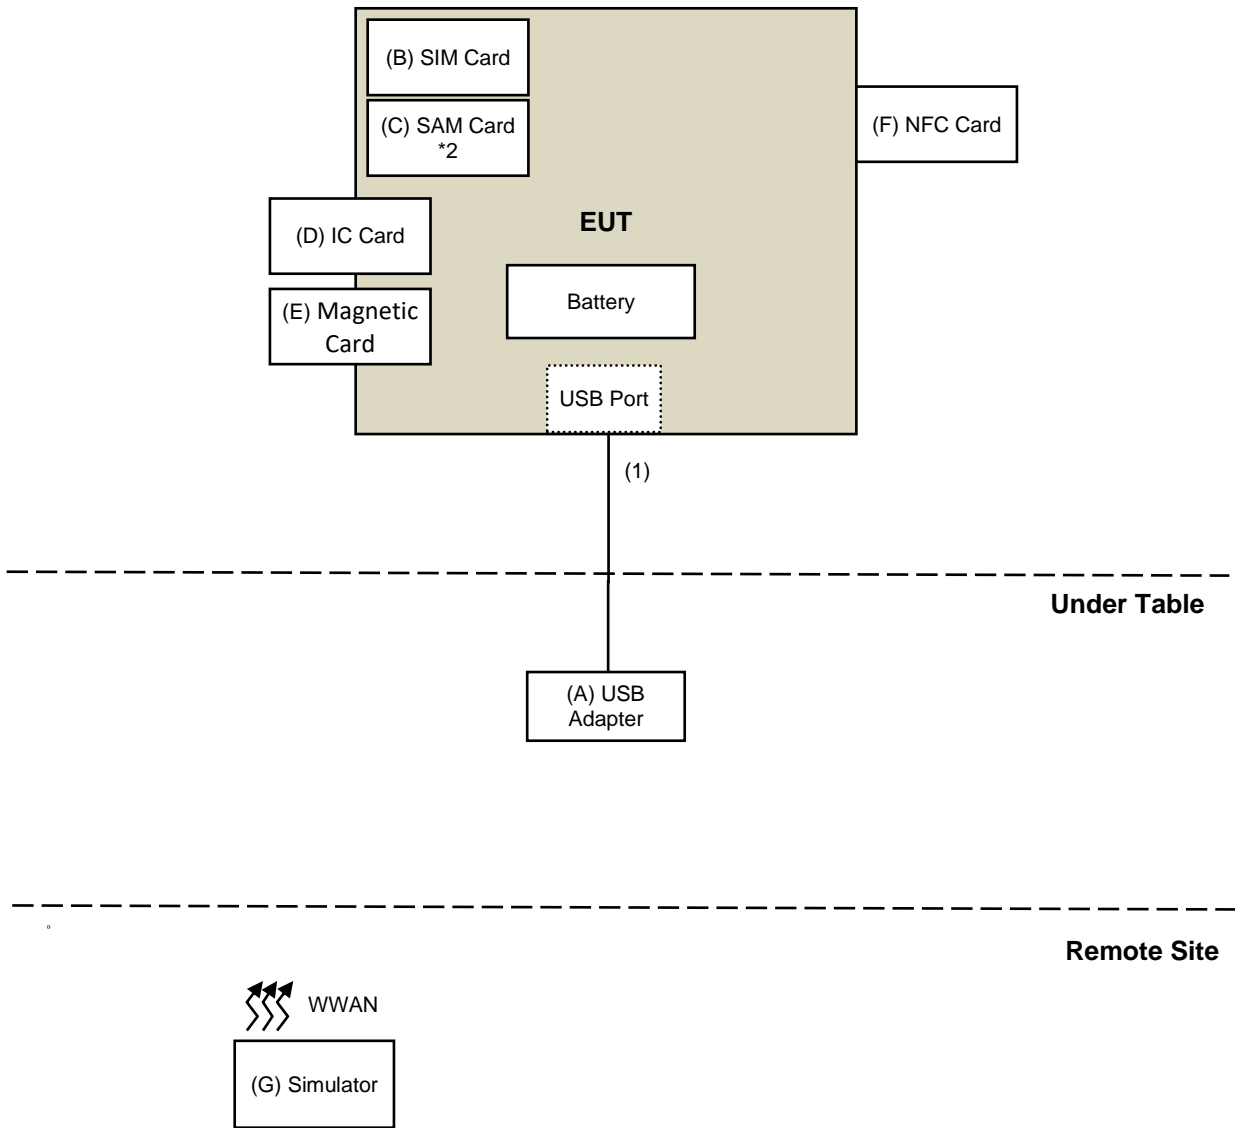 (B) SIM Card
(C) SAM Card
*2
(F) NFC Card
(D) IC Card
EUT
(E) Magnetic
Card
Battery
USB Port
(1)
Under Table
(A) USB
Adapter
Remote Site
WWAN
(G) Simulator